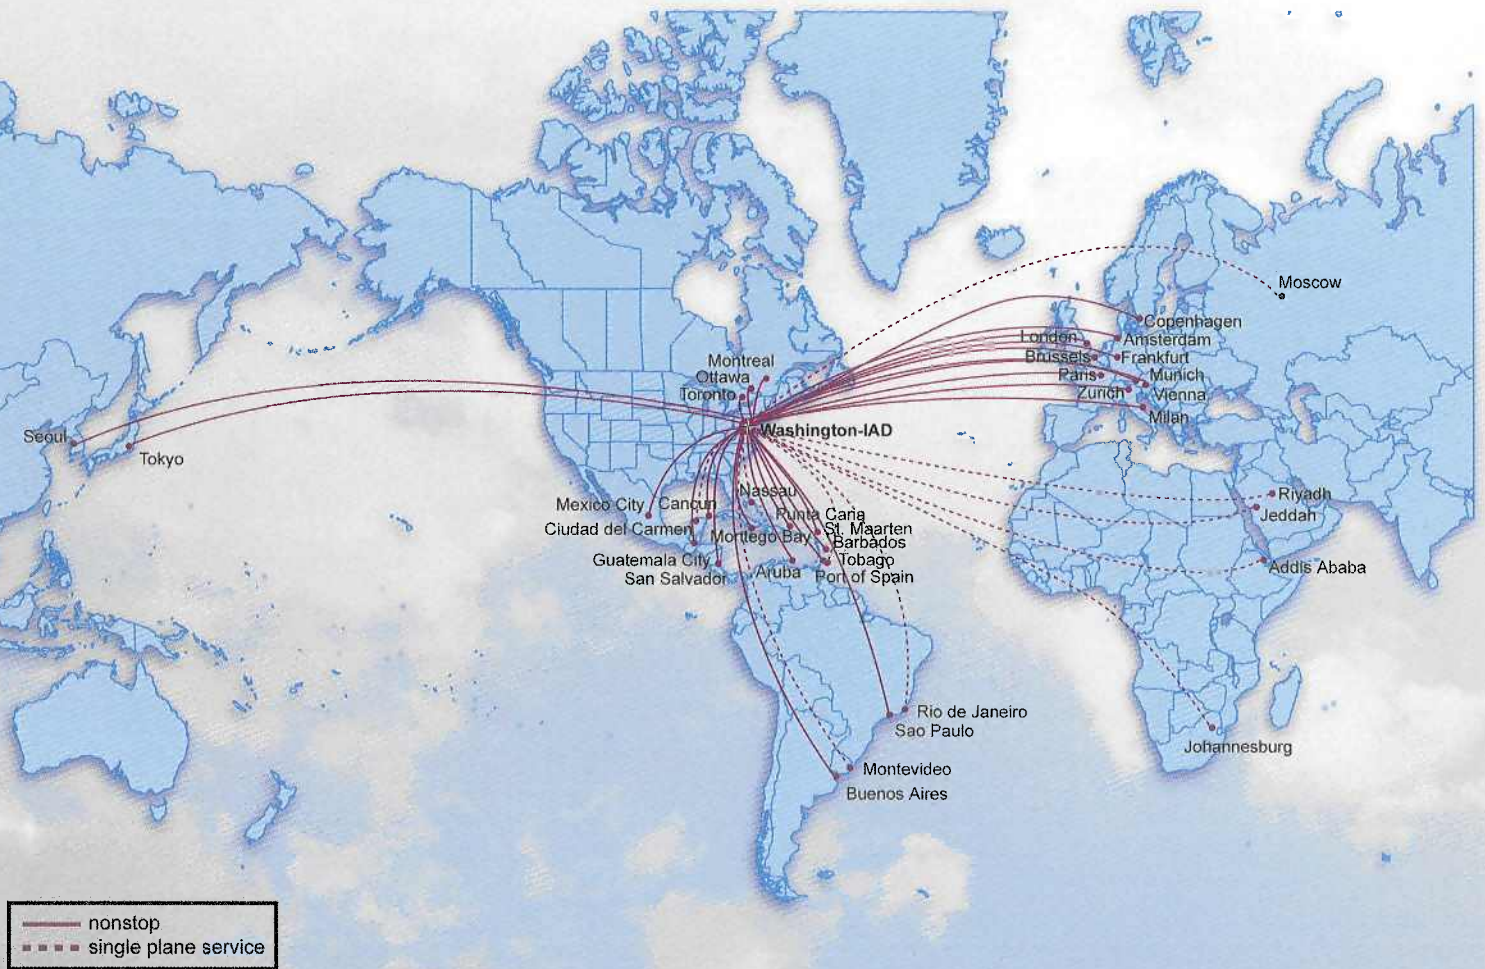 Moscow
Copenhagen
London
Amsterdam
Brussels
Frankfurt
Montreal
Ottawa
Toronto
Paris
Munich
Zurich
Vienna
Milan
Washington-IAD
Seoul
Tokyo
Nassau
Mexico City
Cancun
Riyadh
Punta Cana
Jeddah
Ciudad del Carmen
Montego Bay
St. Maarten
Barbados
Guatemala City
Tobago
Addis Ababa
San Salvador
Aruba
Port of Spain
Rio de Janeiro
Sao Paulo
Johannesburg
Montevideo
Buenos Aires
nonstop
single plane service